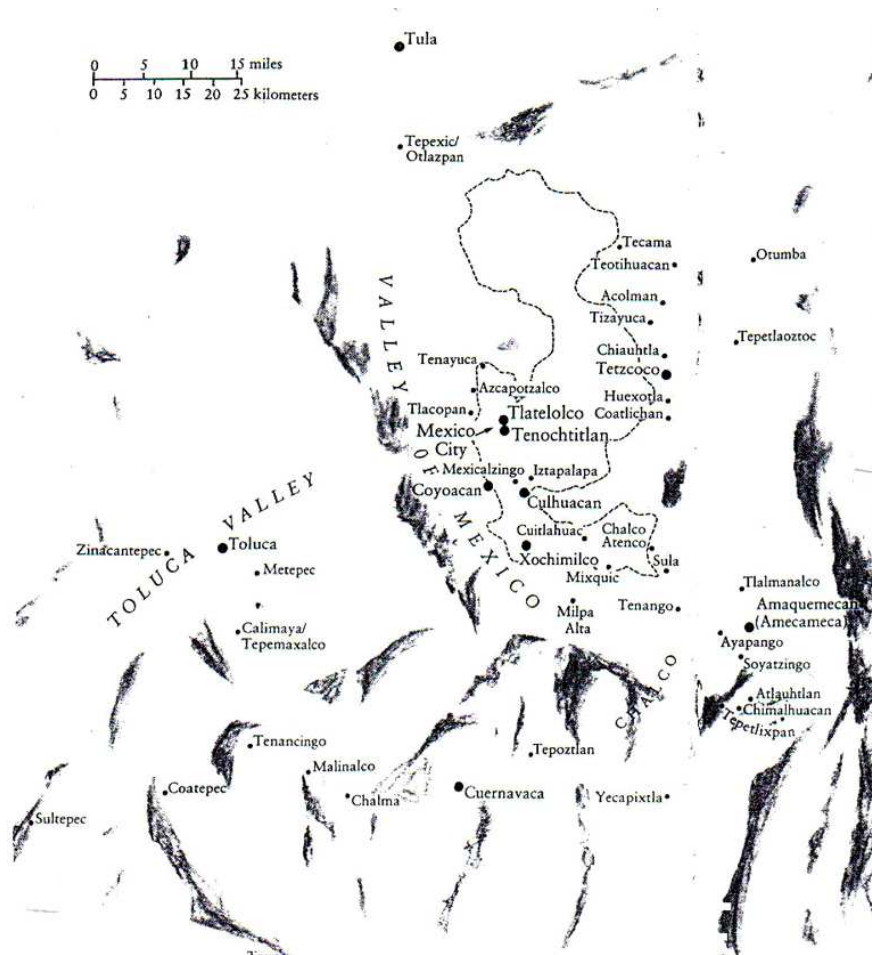 Tula
0 5 10 15 miles
0 5 10 15 20 25 kilometers
Tepexic/
Otlazpan
Tecama
Teotihuacan
Otumba
Acolman
Tizayuca
Tepetlaoztoc
Chiauhtla
Tetzcoco
Tenayuca
Azcapotzalco
Huexotla
Coatlichan
Tlacopan
Tlatelolco
Mexico
City
Tenochtitlan
VALLEY OF MEXICO
Mexicalzingo
Iztapalapa
Coyoacan
Culhuacan
TOLUCA VALLEY
Cuitlahuac
Chalco
Atenco
Zinacantepec
Toluca
Xochimilco
Sula
Metepec
Mixquic
Tlalmanalco
Milpa
Alta
Tenango
Amaquemecan
(Amecameca)
Calimaya/
Tepemaxalco
Ayapango
Soyatzingo
CHALCO
Atlauhtlan
Chimalhuacan
Tepetlixpan
Tenancingo
Tepoztlan
Malinalco
Coatepec
Chalma
Cuernavaca
Yecapixtla
Sultepec